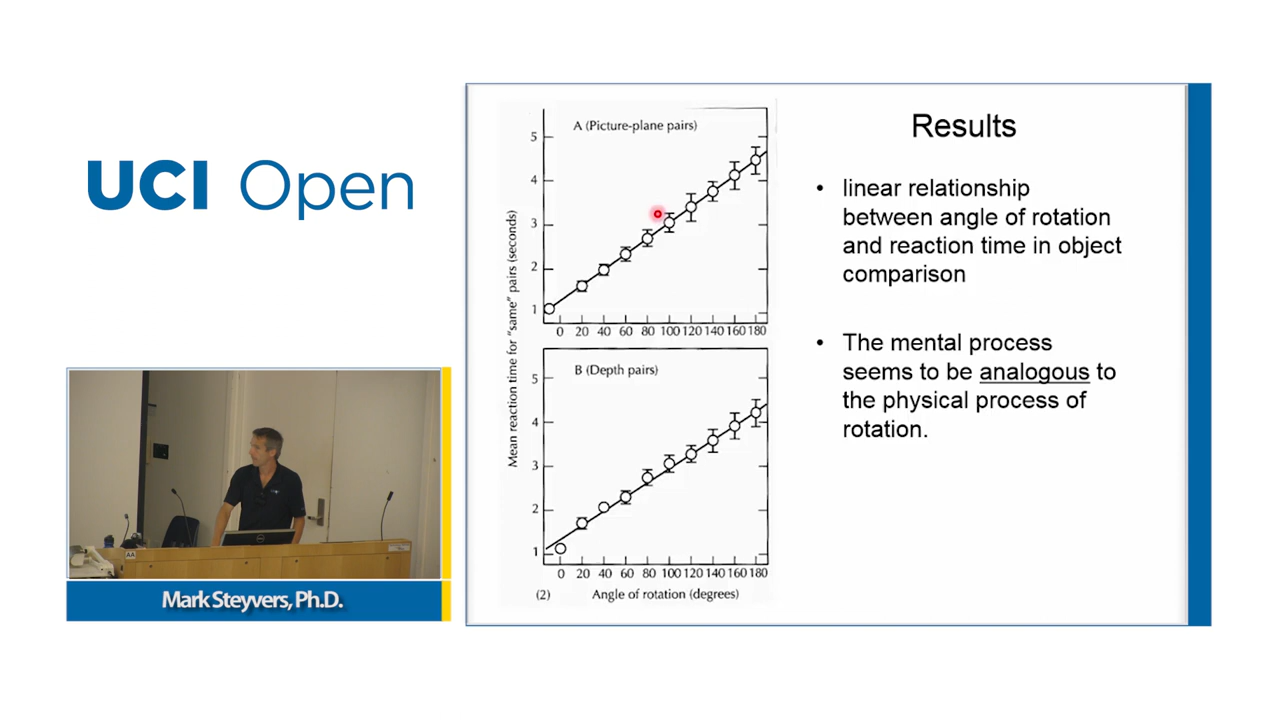 UCI Open
Mark Steyvers, Ph.D.
AA
Mean reaction time for "same" pairs (seconds)
A (Picture-plane pairs)
5
4
3
2
1
0 20 40 60 80 100 120 140 160 180
B (Depth pairs)
5
4
3
2
1
0 20 40 60 80 100 120 140 160 180
(2) Angle of rotation (degrees)
Results
• linear relationship
between angle of rotation
and reaction time in object
comparison
• The mental process
seems to be analogous to
the physical process of
rotation.